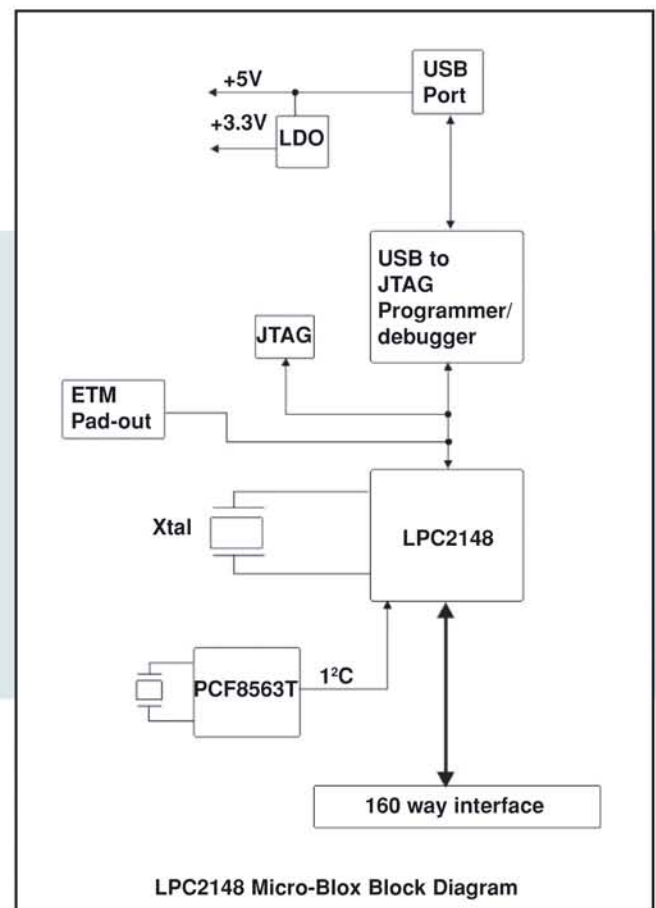 USB
Port
+5V
+3.3V
LDO
USB to
JTAG
Programmer/
debugger
JTAG
ETM
Pad-out
Xtal
LPC2148
PCF8563T
1²C
160 way interface
LPC2148 Micro-Blox Block Diagram